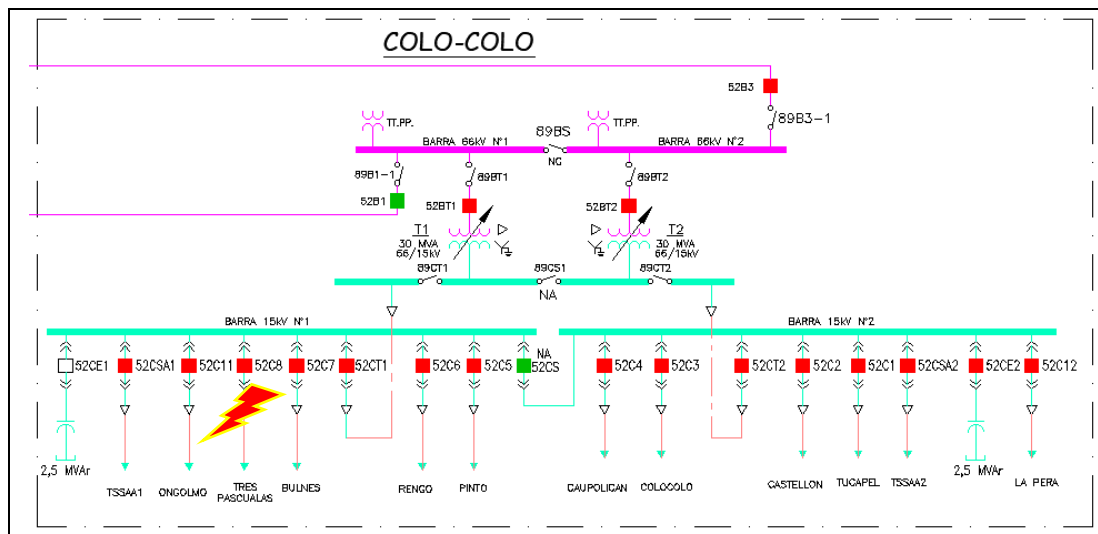 COLO-COLO
52B3
89B3-1
TT.PP.
TT.PP.
89BS
BARRA 66kV N°1
BARRA 66kV N°2
NC
89B1-1
89BT1
89BT2
52B1
52BT1
52BT2
T1
30 MVA
66/15kV
T2
30 MVA
66/15kV
89CT1
89CS1
89CT2
NA
BARRA 15kV N°1
BARRA 15kV N°2
NA
52CE1
52CSA1
52C11
52C8
52C7
52CT1
52C6
52C5
52CS
52C4
52C3
52CT2
52C2
52C1
52CSA2
52CE2
52C12
2,5 MVAr
2,5 MVAr
TSSAA1
ONGOLMO
TRES
PASCUALAS
BULNES
RENGO
PINTO
CAUPOLICAN
COLOCOLO
CASTELLON
TUCAPEL
TSSAA2
LA PERA